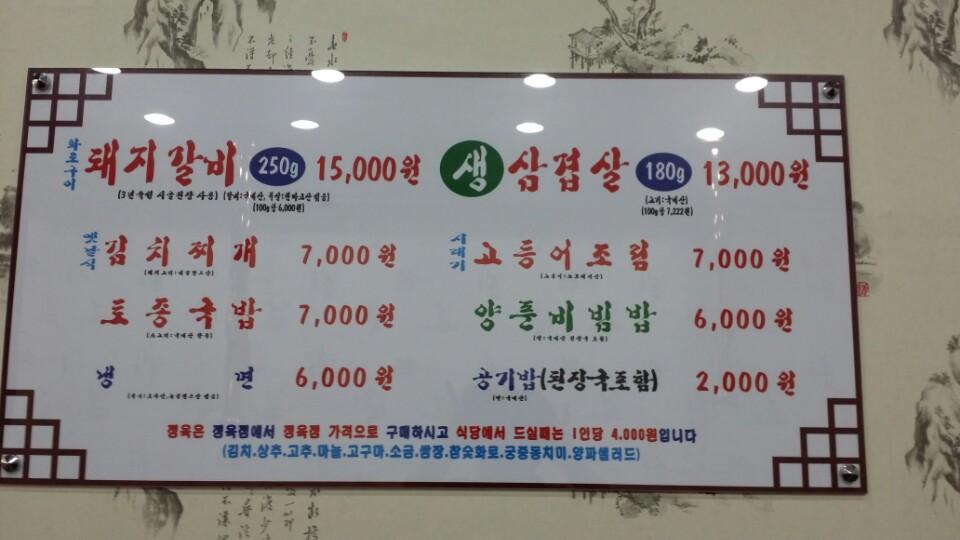 화로구이 돼지갈비 250g 15,000원
(100g당 6,000원)
생 삼겹살 180g 13,000원
(고기:국내산)
(100g당 7,222원)
옛날식 김치찌개 7,000원
시래기 고등어조림 7,000원
토종국밥 7,000원
양푼비빔밥 6,000원
냉면 6,000원
공기밥(된장국포함) 2,000원
(쌀:국내산)
정육은 정육점에서 정육점 가격으로 구매하시고 식당에서 드실때는 1인당 4.000원입니다
(김치.상추.고추.마늘.고구마.소금.쌈장.참숯화로.궁중동치미.양파샐러드)